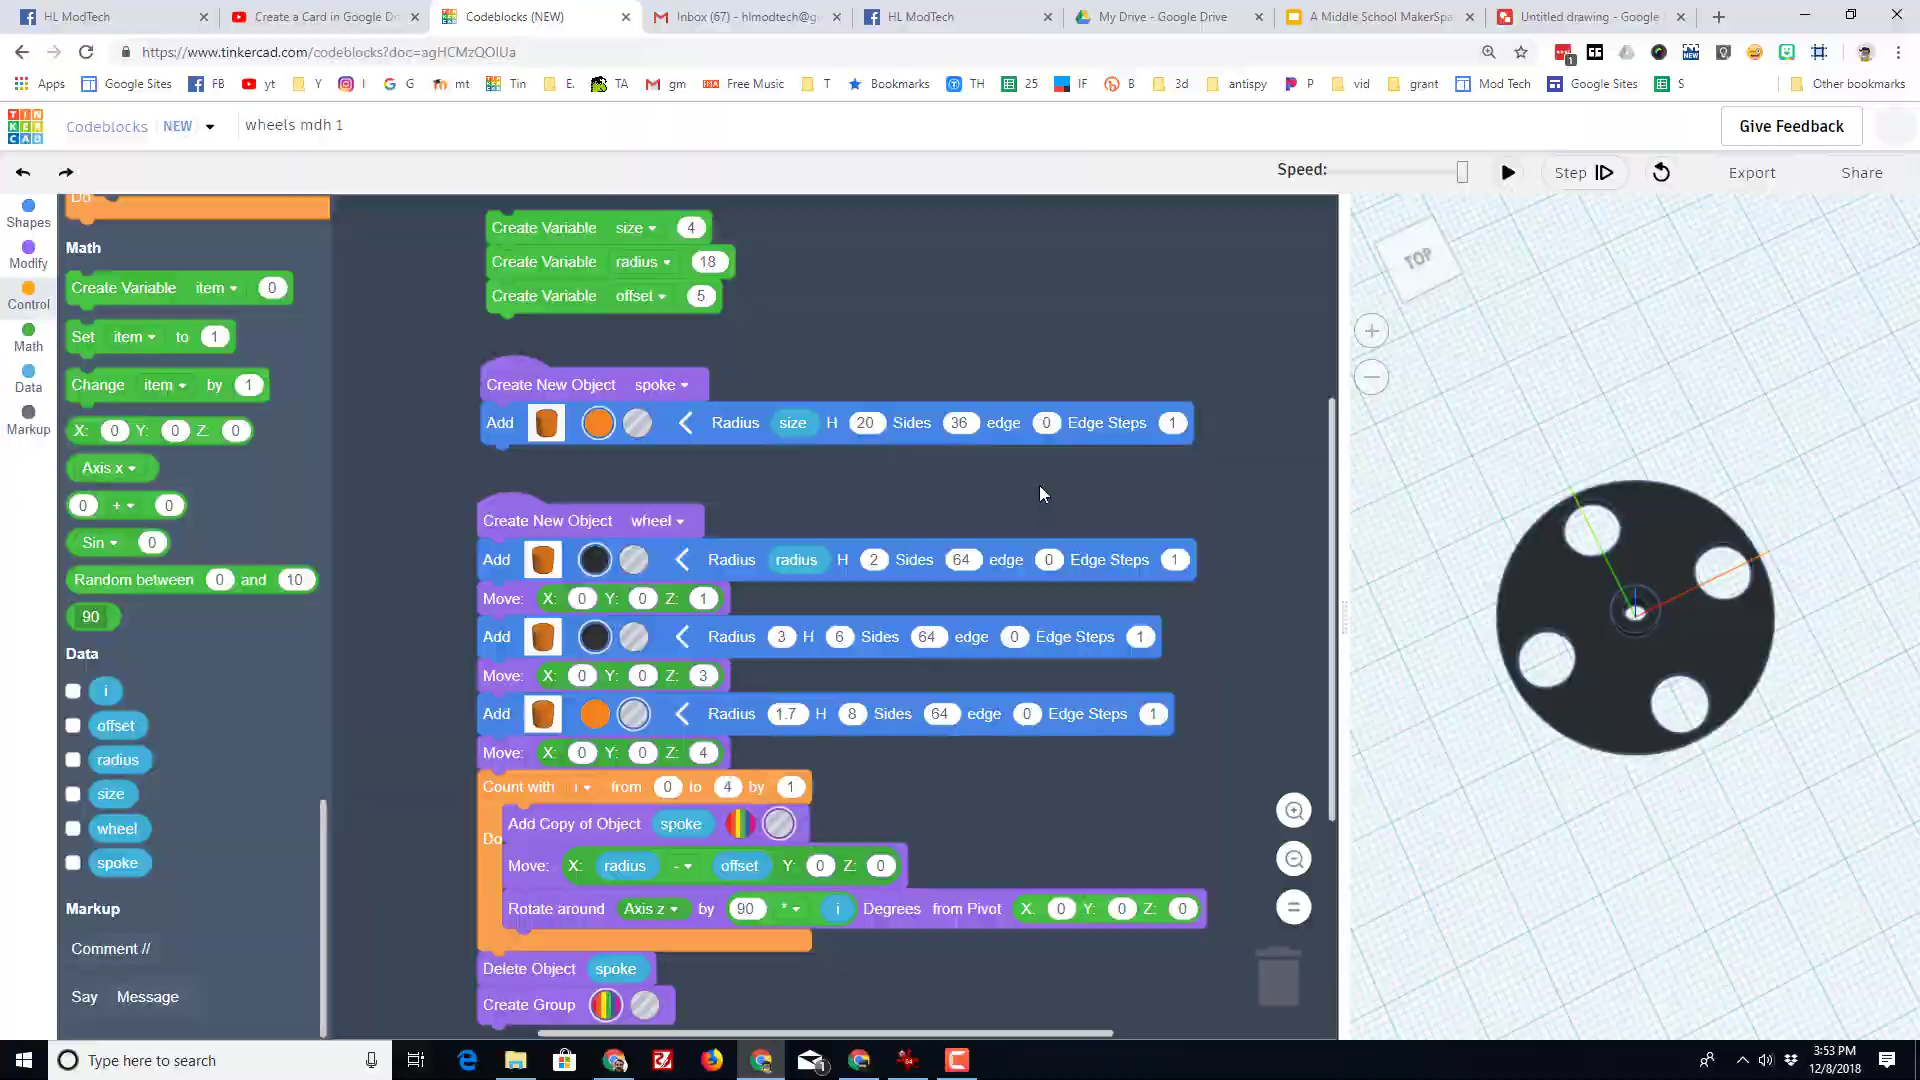 HL ModTech
Create a Card in Google Dr
Codeblocks (NEW)
Inbox (67) - hlmodtech@g
HL ModTech
My Drive - Google Drive
A Middle School MakerSpa
Untitled drawing - Google
https://www.tinkercad.com/codeblocks?doc=agHCMzQOlUa
Apps Google Sites FB yt Y I G mt Tin E. TA gm Free Music T Bookmarks TH 25 IF B 3d antispy P vid grant Mod Tech Google Sites S Other bookmarks
TIN
KER
CAD
Codeblocks NEW wheels mdh 1 Give Feedback
Speed: Step Export Share
Shapes
Modify
Control
Math
Data
Markup
Do
Math
Create Variable item 0
Set item to 1
Change item by 1
X: 0 Y: 0 Z: 0
Axis x
0 + 0
Sin 0
Random between 0 and 10
90
Data
i
offset
radius
size
wheel
spoke
Markup
Comment //
Say Message
Create Variable size 4
Create Variable radius 18
Create Variable offset 5
Create New Object spoke
Add Radius size H 20 Sides 36 edge 0 Edge Steps 1
Create New Object wheel
Add Radius radius H 2 Sides 64 edge 0 Edge Steps 1
Move: X: 0 Y: 0 Z: 1
Add Radius 3 H 6 Sides 64 edge 0 Edge Steps 1
Move: X: 0 Y: 0 Z: 3
Add Radius 1.7 H 8 Sides 64 edge 0 Edge Steps 1
Move: X: 0 Y: 0 Z: 4
Count with i from 0 to 4 by 1
Do
Add Copy of Object spoke
Move: X: radius - offset Y: 0 Z: 0
Rotate around Axis z by 90 * i Degrees from Pivot X: 0 Y: 0 Z: 0
Delete Object spoke
Create Group
TOP
Type here to search
3:53 PM
12/8/2018